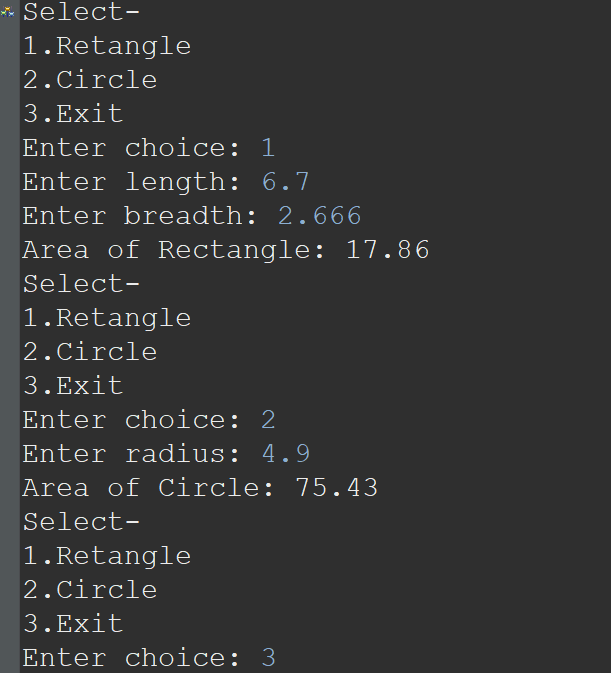 Select-
1.Retangle
2.Circle
3.Exit
Enter choice: 1
Enter length: 6.7
Enter breadth: 2.666
Area of Rectangle: 17.86
Select-
1.Retangle
2.Circle
3.Exit
Enter choice: 2
Enter radius: 4.9
Area of Circle: 75.43
Select-
1.Retangle
2.Circle
3.Exit
Enter choice: 3